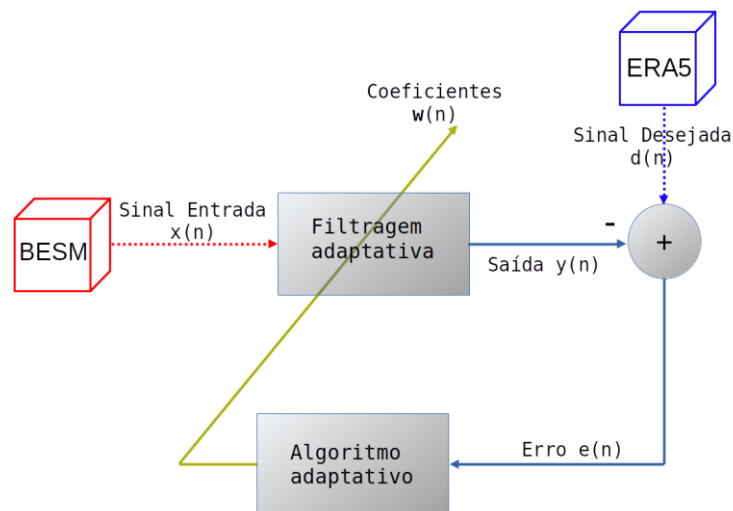 ERA5
Coeficientes
w(n)
Sinal Desejada
d(n)
Sinal Entrada
x(n)
BESM
Filtragem
adaptativa
-
+
Saída y(n)
Algoritmo
adaptativo
Erro e(n)